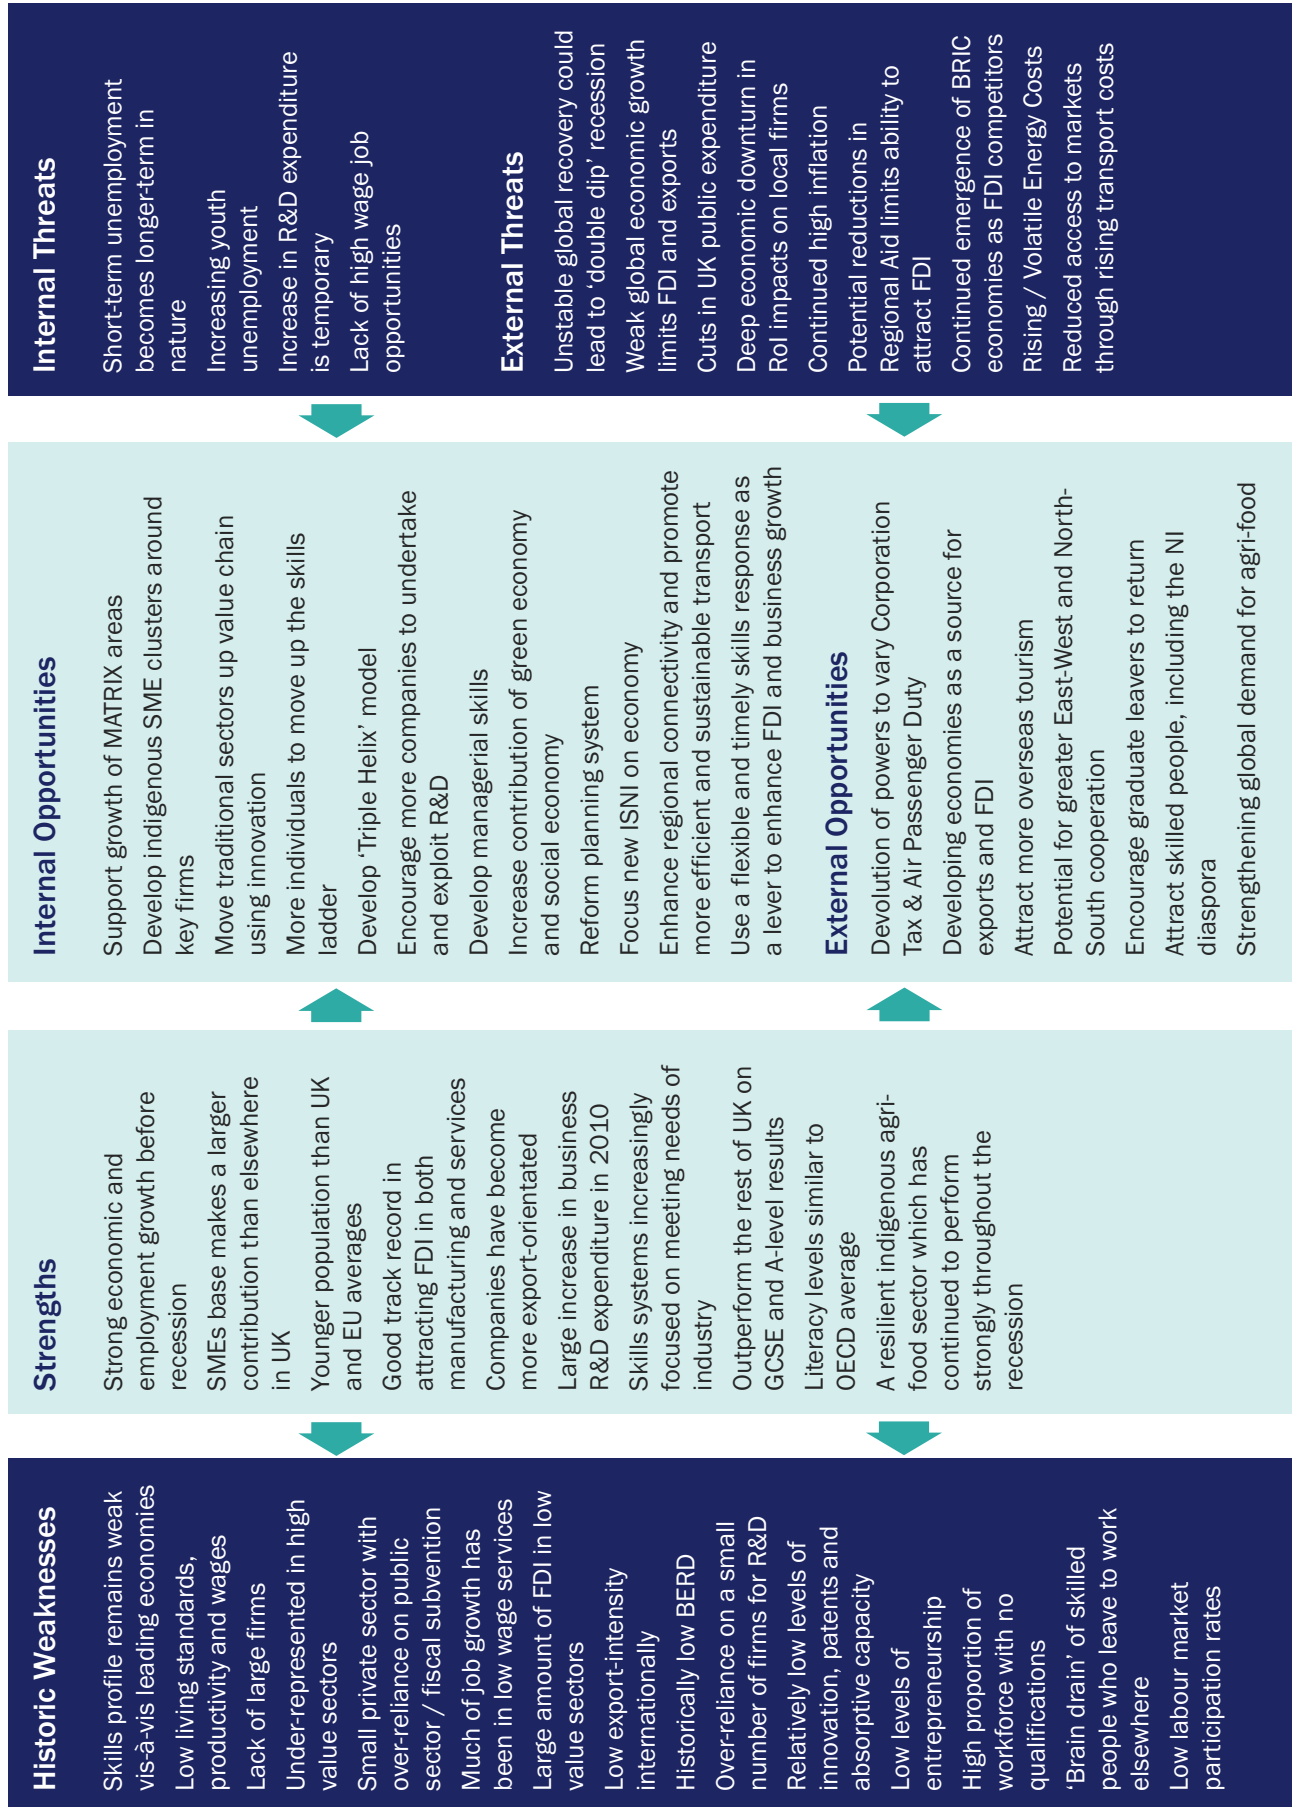 Historic Weaknesses
Skills profile remains weak
vis-à-vis leading economies
Low living standards,
productivity and wages
Lack of large firms
Under-represented in high
value sectors
Small private sector with
over-reliance on public
sector / fiscal subvention
Much of job growth has
been in low wage services
Large amount of FDI in low
value sectors
Low export-intensity
internationally
Historically low BERD
Over-reliance on a small
number of firms for R&D
Relatively low levels of
innovation, patents and
absorptive capacity
Low levels of
entrepreneurship
High proportion of
workforce with no
qualifications
‘Brain drain’ of skilled
people who leave to work
elsewhere
Low labour market
participation rates
Strengths
Strong economic and
employment growth before
recession
SMEs base makes a larger
contribution than elsewhere
in UK
Younger population than UK
and EU averages
Good track record in
attracting FDI in both
manufacturing and services
Companies have become
more export-orientated
Large increase in business
R&D expenditure in 2010
Skills systems increasingly
focused on meeting needs of
industry
Outperform the rest of UK on
GCSE and A-level results
Literacy levels similar to
OECD average
A resilient indigenous agri-
food sector which has
continued to perform
strongly throughout the
recession
Internal Opportunities
Support growth of MATRIX areas
Develop indigenous SME clusters around
key firms
Move traditional sectors up value chain
using innovation
More individuals to move up the skills
ladder
Develop ‘Triple Helix’ model
Encourage more companies to undertake
and exploit R&D
Develop managerial skills
Increase contribution of green economy
and social economy
Reform planning system
Focus new ISNI on economy
Enhance regional connectivity and promote
more efficient and sustainable transport
Use a flexible and timely skills response as
a lever to enhance FDI and business growth
External Opportunities
Devolution of powers to vary Corporation
Tax & Air Passenger Duty
Developing economies as a source for
exports and FDI
Attract more overseas tourism
Potential for greater East-West and North-
South cooperation
Encourage graduate leavers to return
Attract skilled people, including the NI
diaspora
Strengthening global demand for agri-food
Internal Threats
Short-term unemployment
becomes longer-term in
nature
Increasing youth
unemployment
Increase in R&D expenditure
is temporary
Lack of high wage job
opportunities
External Threats
Unstable global recovery could
lead to ‘double dip’ recession
Weak global economic growth
limits FDI and exports
Cuts in UK public expenditure
Deep economic downturn in
RoI impacts on local firms
Continued high inflation
Potential reductions in
Regional Aid limits ability to
attract FDI
Continued emergence of BRIC
economies as FDI competitors
Rising / Volatile Energy Costs
Reduced access to markets
through rising transport costs